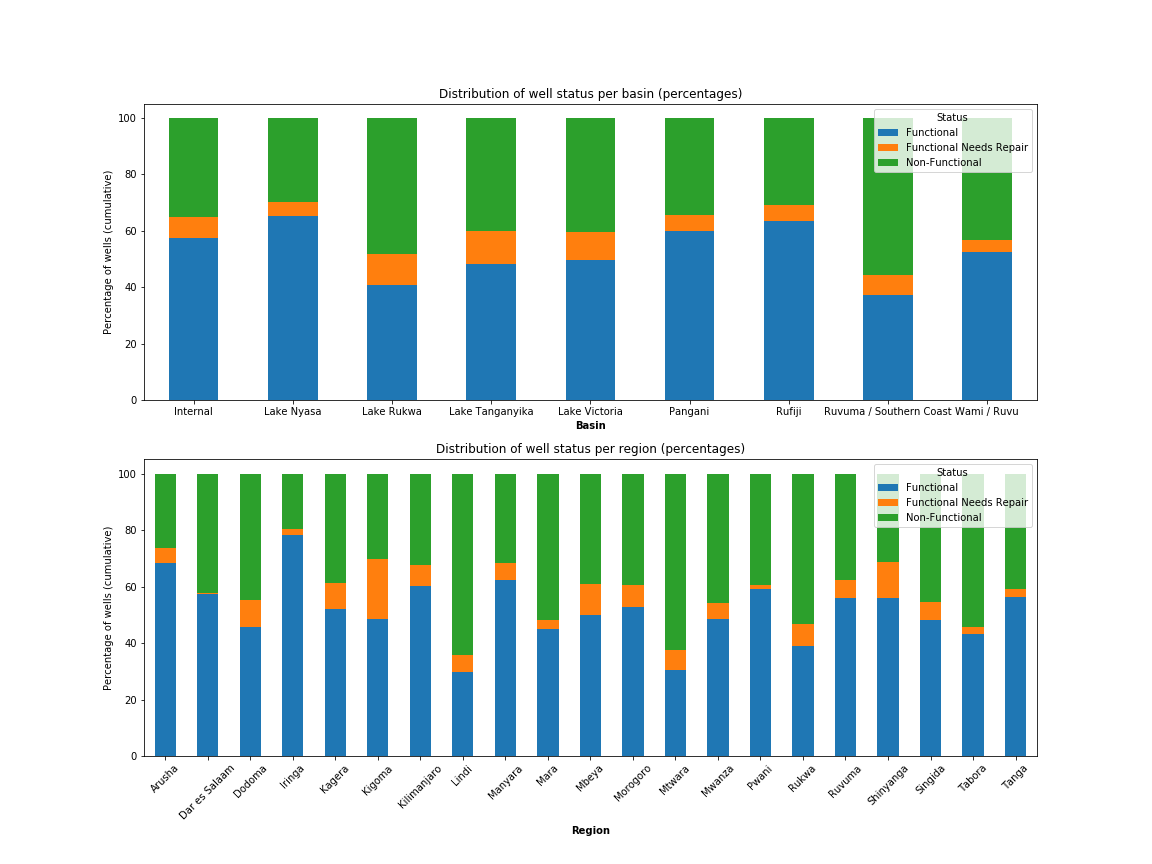 Distribution of well status per basin (percentages)
Percentage of wells (cumulative)
100
80
60
40
20
0
Status
Functional
Functional Needs Repair
Non-Functional
Internal
Lake Nyasa
Lake Rukwa
Lake Tanganyika
Lake Victoria
Pangani
Rufiji
Ruvuma / Southern Coast
Wami / Ruvu
Basin
Distribution of well status per region (percentages)
Percentage of wells (cumulative)
100
80
60
40
20
0
Status
Functional
Functional Needs Repair
Non-Functional
Arusha
Dar es Salaam
Dodoma
Iringa
Kagera
Kigoma
Kilimanjaro
Lindi
Manyara
Mara
Mbeya
Morogoro
Mtwara
Mwanza
Pwani
Rukwa
Ruvuma
Shinyanga
Singida
Tabora
Tanga
Region